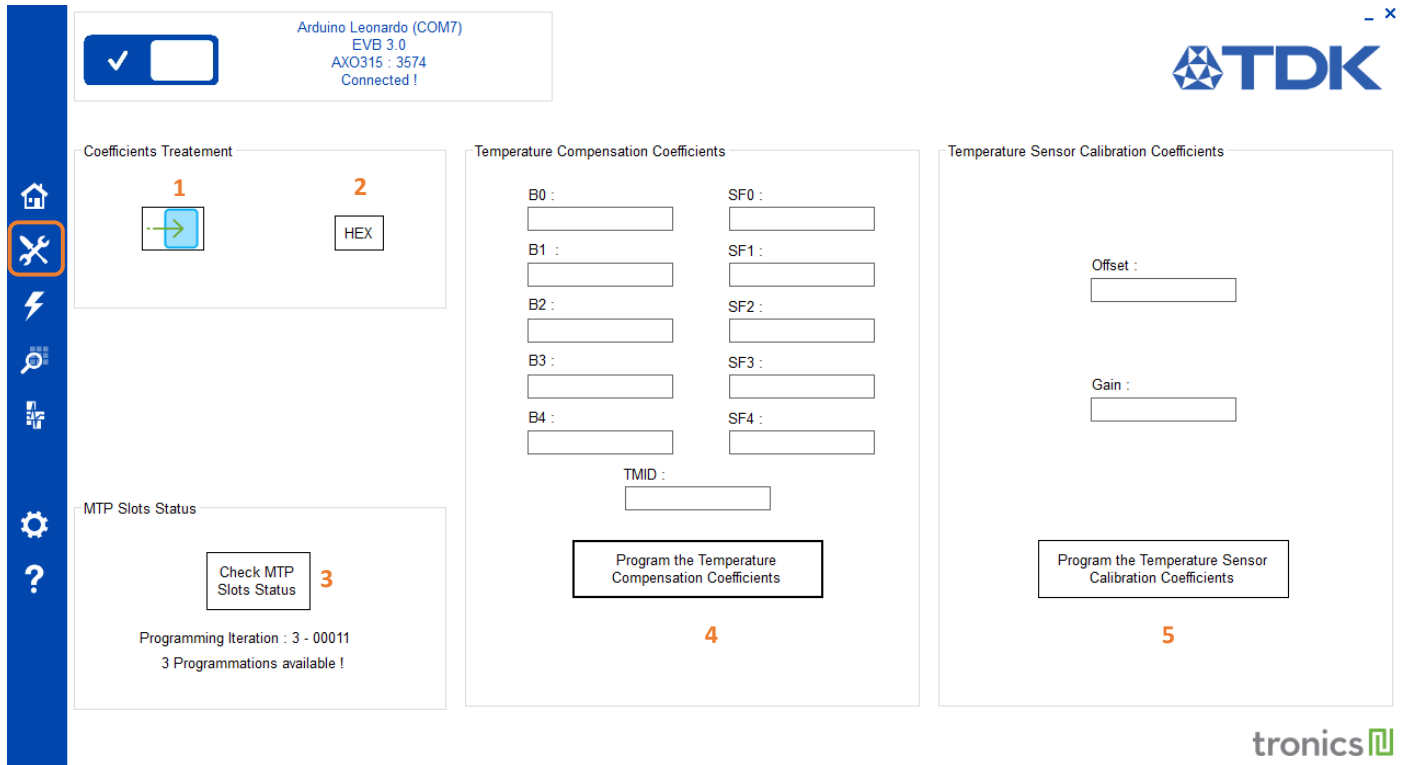 Arduino Leonardo (COM7)
EVB 3.0
AXO315 : 3574
Connected !
TDK
Coefficients Treatement
1
2
HEX
MTP Slots Status
Check MTP
Slots Status
3
Programming Iteration : 3 - 00011
3 Programmations available !
Temperature Compensation Coefficients
B0 :
SF0 :
B1 :
SF1 :
B2 :
SF2 :
B3 :
SF3 :
B4 :
SF4 :
TMID :
Program the Temperature
Compensation Coefficients
4
Temperature Sensor Calibration Coefficients
Offset :
Gain :
Program the Temperature Sensor
Calibration Coefficients
5
?
tronics